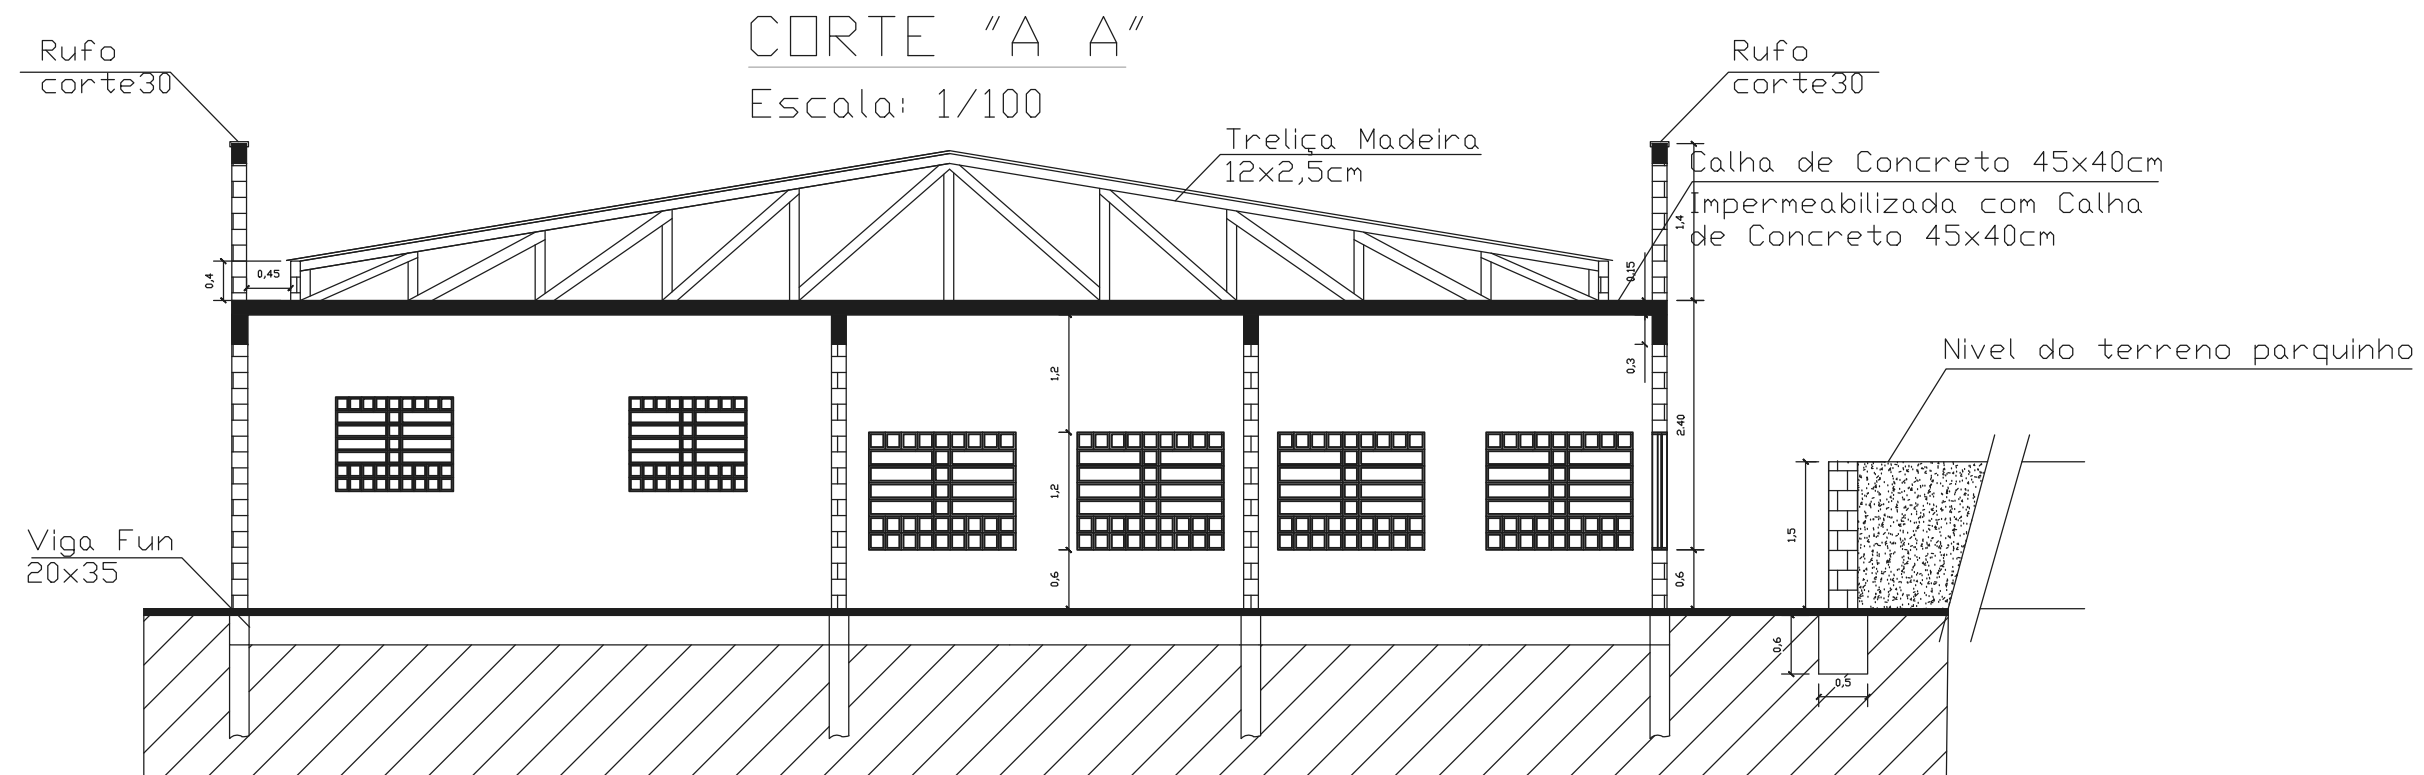 CORTE "A A"
Escala: 1/100
Rufo
corte30
Rufo
corte30
Treliça Madeira
12x2,5cm
Calha de Concreto 45x40cm
Impermeabilizada com Calha
de Concreto 45x40cm
1,4
0,15
0,4
0,45
Nivel do terreno parquinho
1,2
0,3
2.40
1,2
1,5
Viga Fun
20x35
0,6
0,6
0,6
0,5